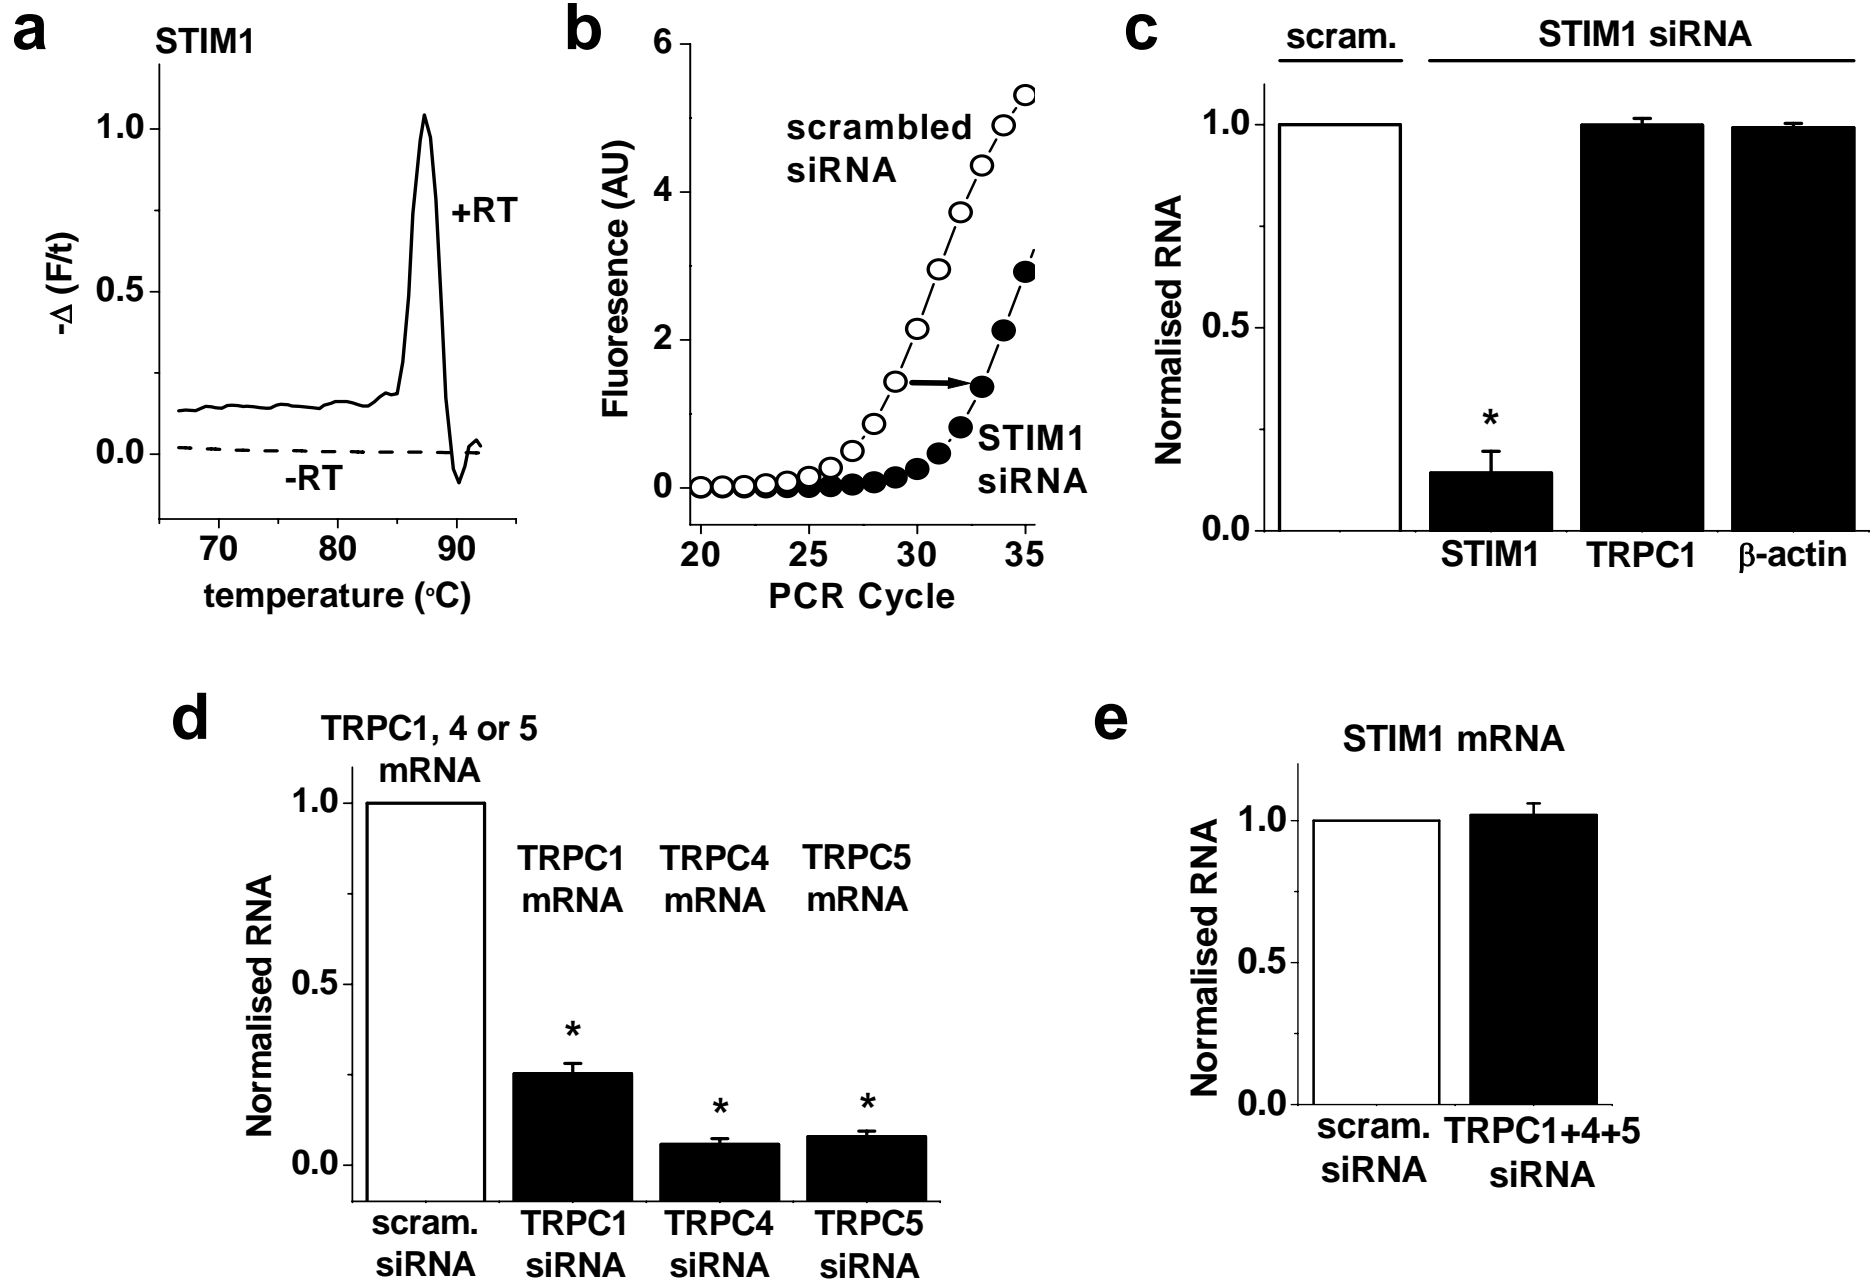 a
STIM1
1.0
0.5
0.0
-Δ (F/t)
+RT
-RT
70 80 90
temperature (°C)
b
6
4
2
0
Fluoresence (AU)
scrambled
siRNA
STIM1
siRNA
20 25 30 35
PCR Cycle
c
scram. STIM1 siRNA
1.0
0.5
0.0
Normalised RNA
*
STIM1 TRPC1 β-actin
d
TRPC1, 4 or 5
mRNA
1.0
0.5
0.0
Normalised RNA
TRPC1 TRPC4 TRPC5
mRNA mRNA mRNA
* * *
scram. TRPC1 TRPC4 TRPC5
siRNA siRNA siRNA siRNA
e
STIM1 mRNA
1.0
0.5
0.0
Normalised RNA
scram. TRPC1+4+5
siRNA siRNA